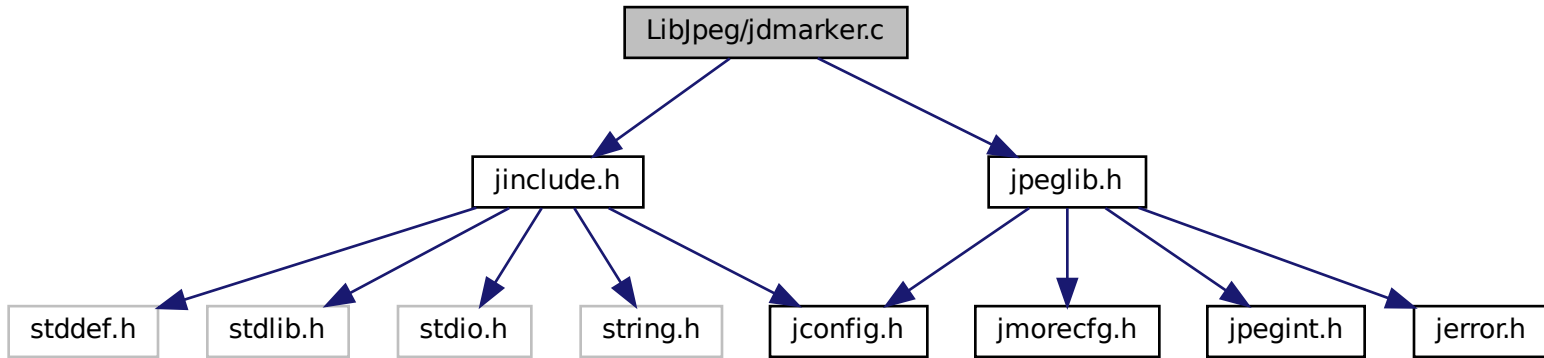 LibJpeg/jdmarker.c
jinclude.h
jpeglib.h
stddef.h
stdlib.h
stdio.h
string.h
jconfig.h
jmorecfg.h
jpegint.h
jerror.h